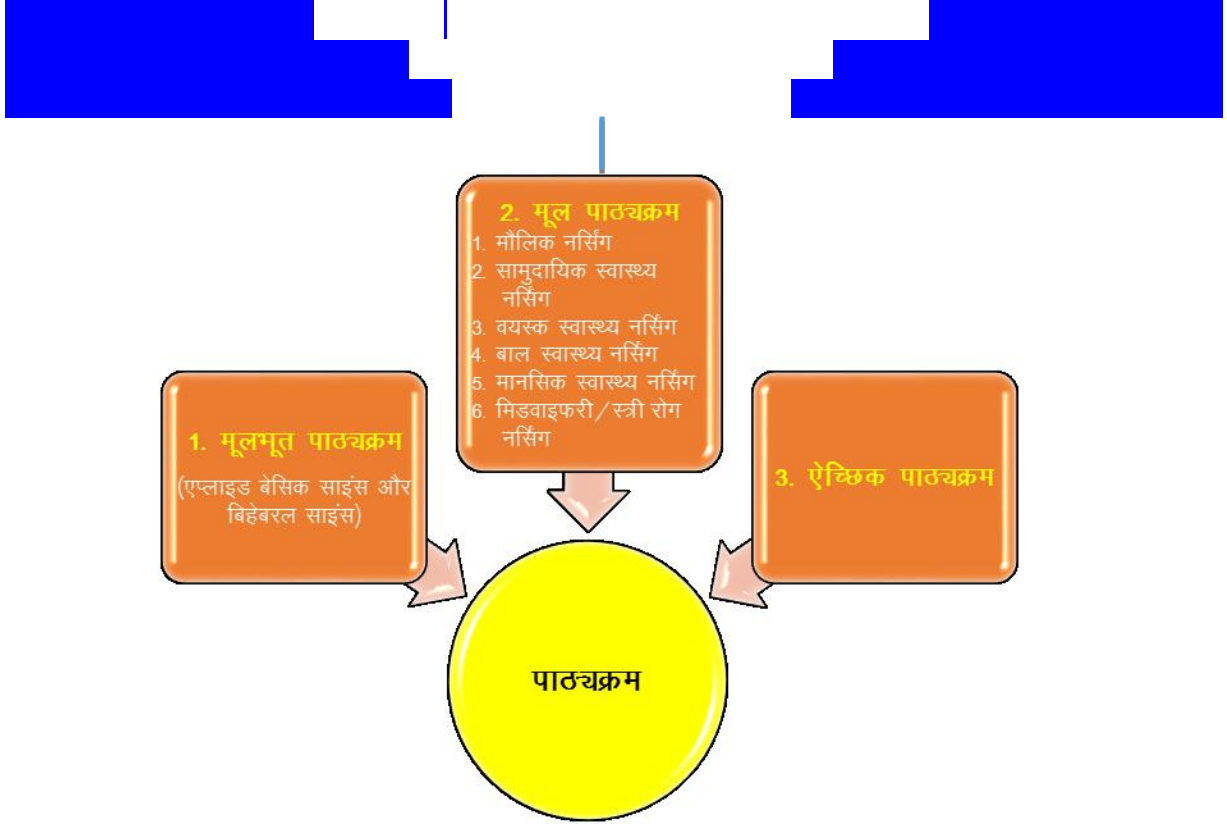 2. मूल पाठ्यक्रम
1. मौलिक नर्सिंग
2. सामुदायिक स्वास्थ्य
नर्सिंग
3. वयस्क स्वास्थ्य नर्सिंग
4. बाल स्वास्थ्य नर्सिंग
5. मानसिक स्वास्थ्य नर्सिंग
6. मिडवाइफरी/स्त्री रोग
नर्सिंग
1. मूलभूत पाठ्यक्रम
(एप्लाइड बेसिक साइंस और
बिहेबरल साइंस)
3. ऐच्छिक पाठ्यक्रम
पाठ्यक्रम